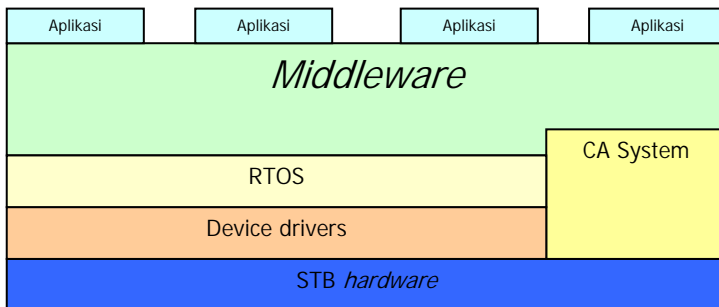 Aplikasi
Aplikasi
Aplikasi
Aplikasi
Middleware
CA System
RTOS
Device drivers
STB hardware